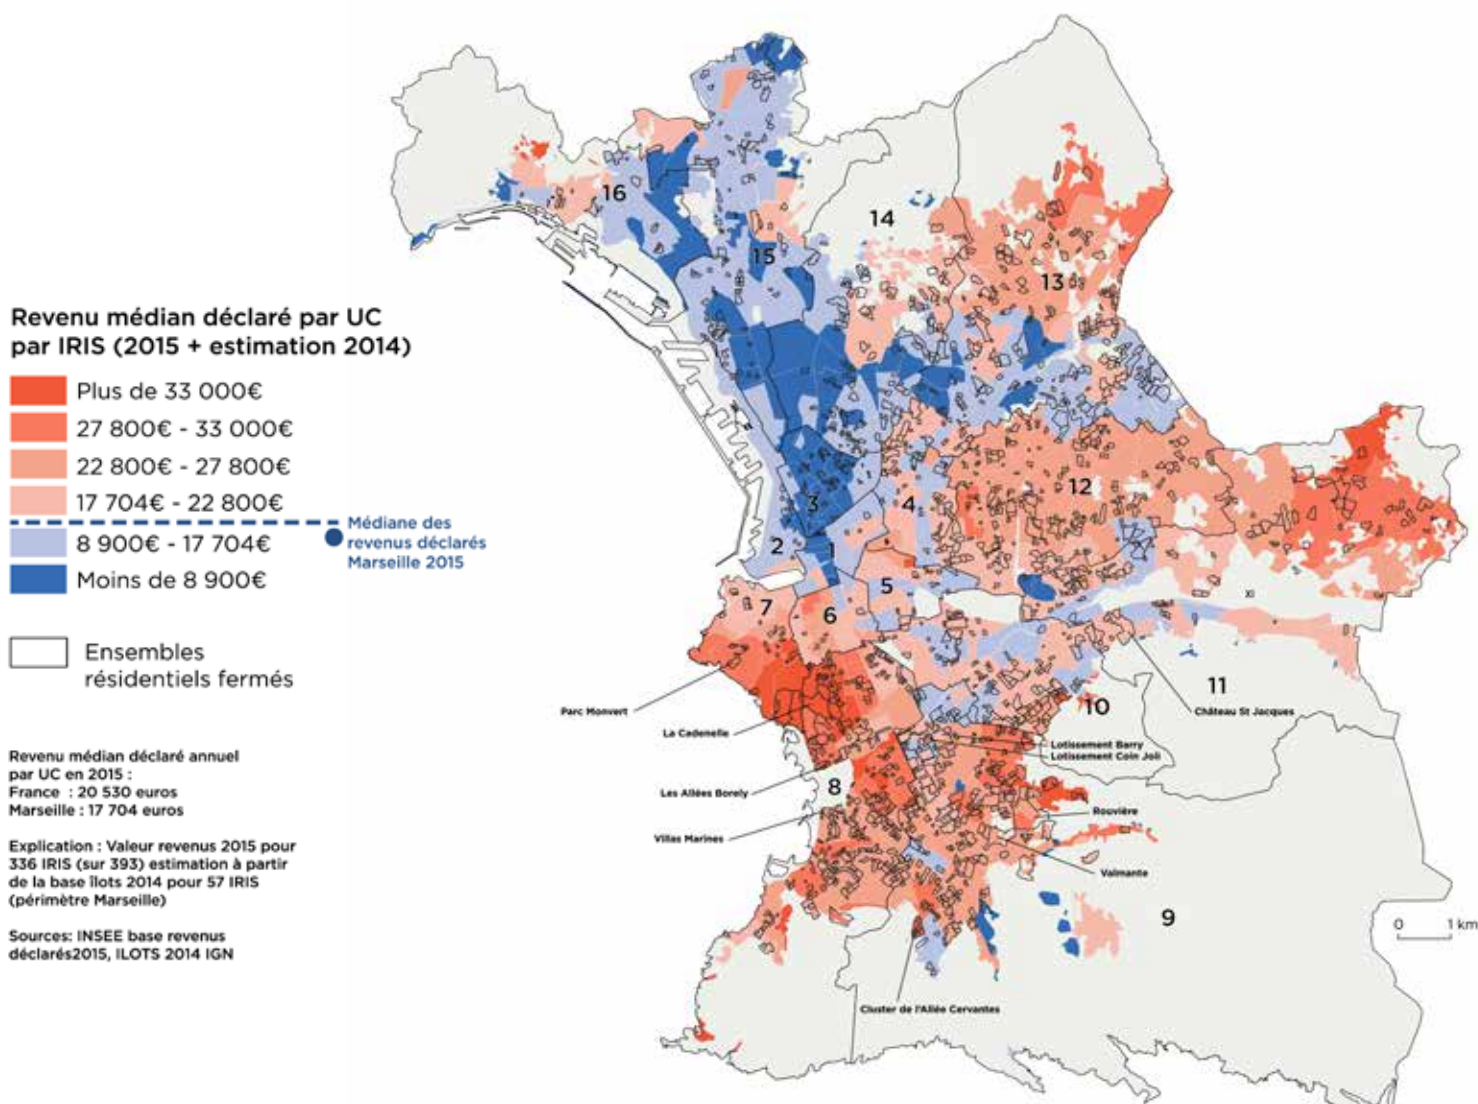 Revenu médian déclaré par UC
par IRIS (2015 + estimation 2014)
Plus de 33 000€
27 800€ - 33 000€
22 800€ - 27 800€
17 704€ - 22 800€
8 900€ - 17 704€
Moins de 8 900€
Médiane des
revenus déclarés
Marseille 2015
Ensembles
résidentiels fermés
Revenu médian déclaré annuel
par UC en 2015 :
France : 20 530 euros
Marseille : 17 704 euros
Explication : Valeur revenus 2015 pour
336 IRIS (sur 393) estimation à partir
de la base îlots 2014 pour 57 IRIS
(périmètre Marseille)
Sources: INSEE base revenus
déclarés2015, ILOTS 2014 IGN
16
14
15
13
12
3
4
2
1
5
XI
7
6
11
10
Parc Monvert
Château St Jacques
La Cadenelle
Lotissement Barry
Lotissement Coin Joli
8
Les Allées Borely
Rouvière
Villas Marines
Valmante
9
0 1 km
Cluster de l'Allée Cervantes